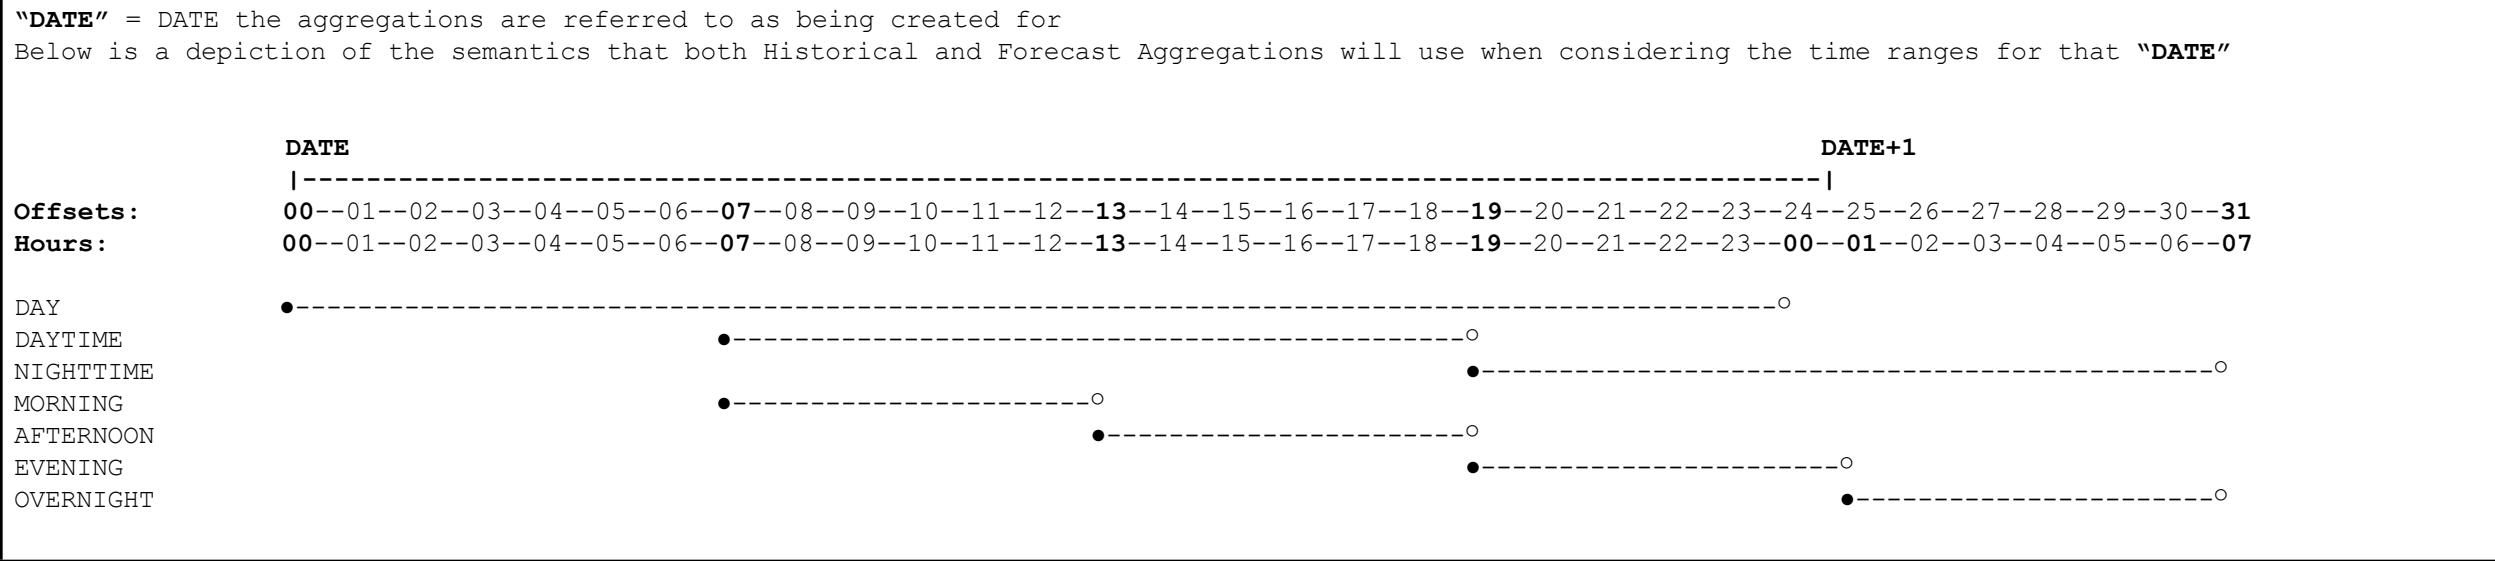 “DATE” = DATE the aggregations are referred to as being created for
Below is a depiction of the semantics that both Historical and Forecast Aggregations will use when considering the time ranges for that “DATE”
DATE DATE+1
|-------------------------------------------------------------------------------------------------|
Offsets: 00--01--02--03--04--05--06--07--08--09--10--11--12--13--14--15--16--17--18--19--20--21--22--23--24--25--26--27--28--29--30--31
Hours: 00--01--02--03--04--05--06--07--08--09--10--11--12--13--14--15--16--17--18--19--20--21--22--23--00--01--02--03--04--05--06--07
DAY ●-----------------------------------------------------------------------------------------------○
DAYTIME ●-----------------------------------------------○
NIGHTTIME ●-----------------------------------------------○
MORNING ●-----------------------○
AFTERNOON ●-----------------------○
EVENING ●-----------------------○
OVERNIGHT ●-----------------------○